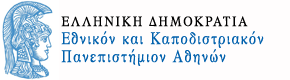 ΕΛΛΗΝΙΚΗ ΔΗΜΟΚΡΑΤΙΑ
Εθνικόν και Καποδιστριακόν
Πανεπιστήμιον Αθηνών